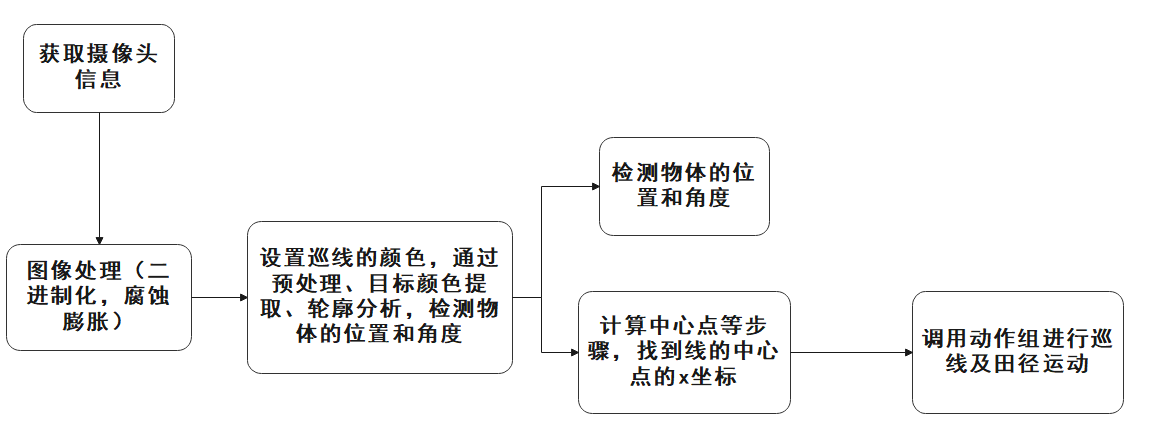 获取摄像头
信息
图像处理（二
进制化，腐蚀
膨胀）
设置巡线的颜色，通过
预处理、目标颜色提
取、轮廓分析，检测物
体的位置和角度
检测物体的位
置和角度
计算中心点等步
骤，找到线的中心
点的x坐标
调用动作组进行巡
线及田径运动